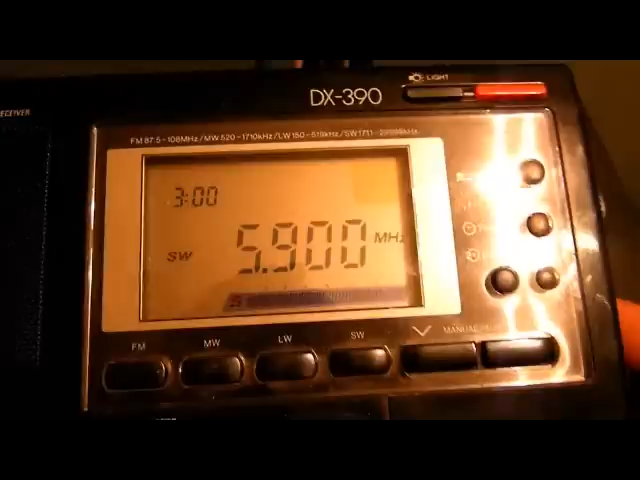 RECEIVER
DX-390
LIGHT
FM 87.5-108MHz/MW 520-1710kHz/LW 150-519kHz/SW 1711-29999kHz
3:00
SW
5.900 MHz
FM
MW
LW
SW
MANUAL